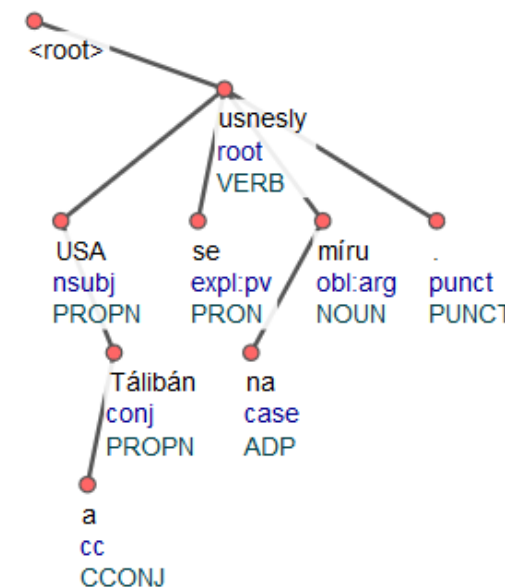 <root>
usnesly
root
VERB
USA se míru .
nsubj expl:pv obl:arg punct
PROPN PRON NOUN PUNCT
Tálibán na
conj case
PROPN ADP
a
cc
CCONJ